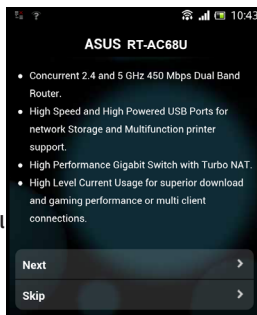 10:43
ASUS RT-AC68U
• Concurrent 2.4 and 5 GHz 450 Mbps Dual Band
Router.
• High Speed and High Powered USB Ports for
network Storage and Multifunction printer
support.
• High Performance Gigabit Switch with Turbo NAT.
• High Level Current Usage for superior download
and gaming performance or multi client
connections.
Next
Skip